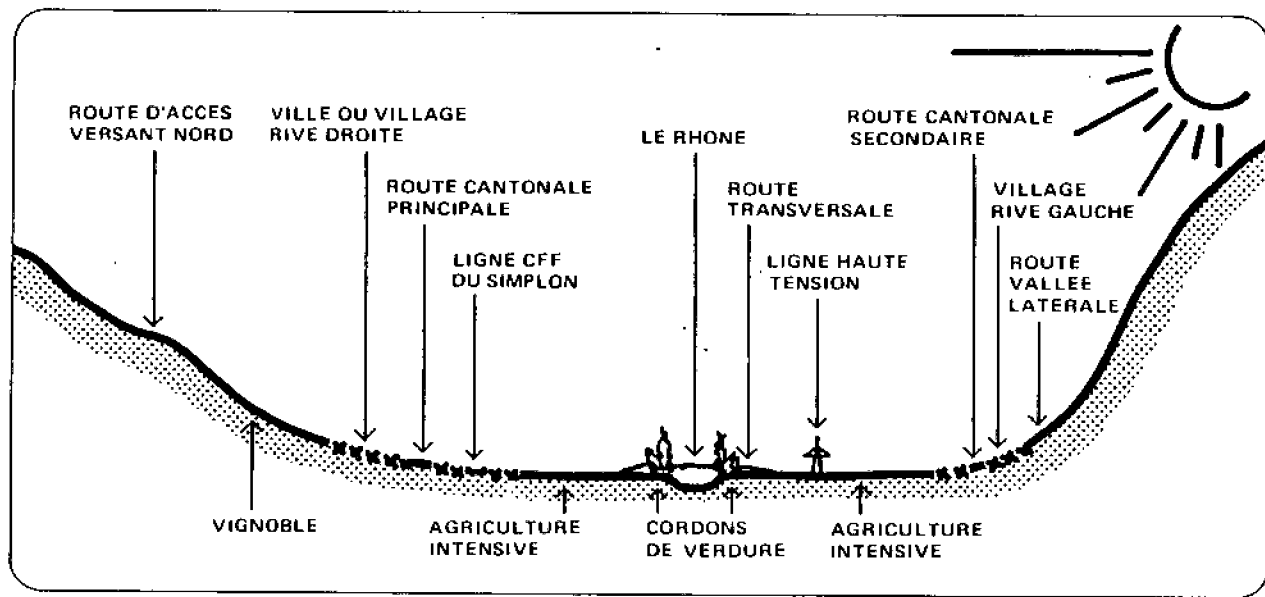 ROUTE D'ACCES
VERSANT NORD
VILLE OU VILLAGE
RIVE DROITE
ROUTE CANTONALE
PRINCIPALE
LIGNE CFF
DU SIMPLON
LE RHONE
ROUTE
TRANSVERSALE
LIGNE HAUTE
TENSION
ROUTE CANTONALE
SECONDAIRE
VILLAGE
RIVE GAUCHE
ROUTE
VALLEE
LATERALE
VIGNOBLE
AGRICULTURE
INTENSIVE
CORDONS
DE VERDURE
AGRICULTURE
INTENSIVE